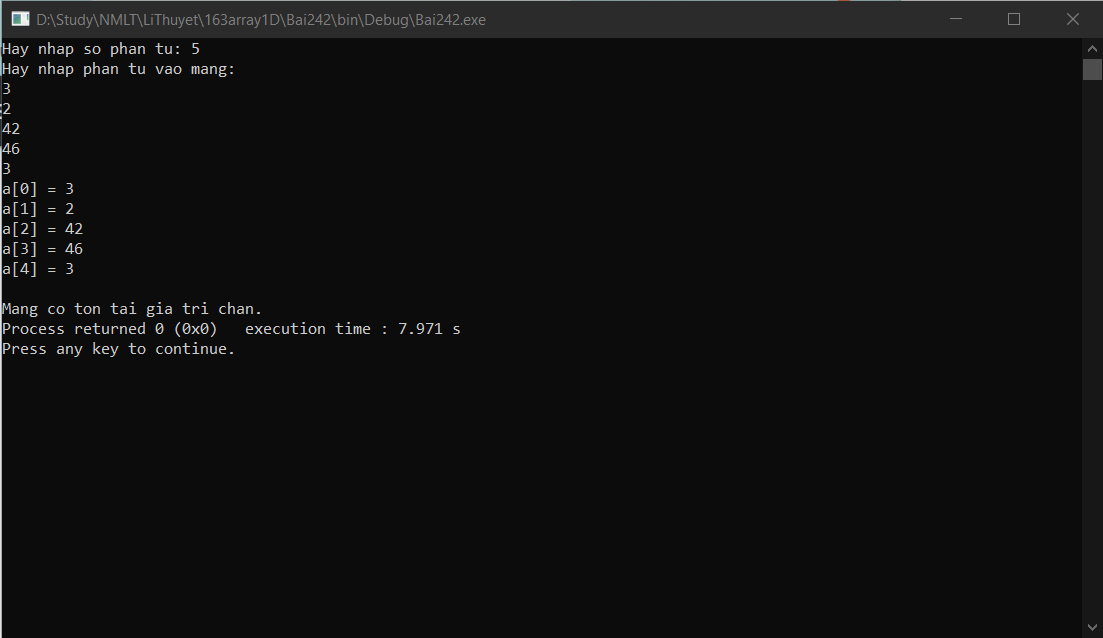 D:\Study\NMLT\LiThuyet\163array1D\Bai242\bin\Debug\Bai242.exe
Hay nhap so phan tu: 5
Hay nhap phan tu vao mang:
3
2
42
46
3
a[0] = 3
a[1] = 2
a[2] = 42
a[3] = 46
a[4] = 3
Mang co ton tai gia tri chan.
Process returned 0 (0x0)   execution time : 7.971 s
Press any key to continue.